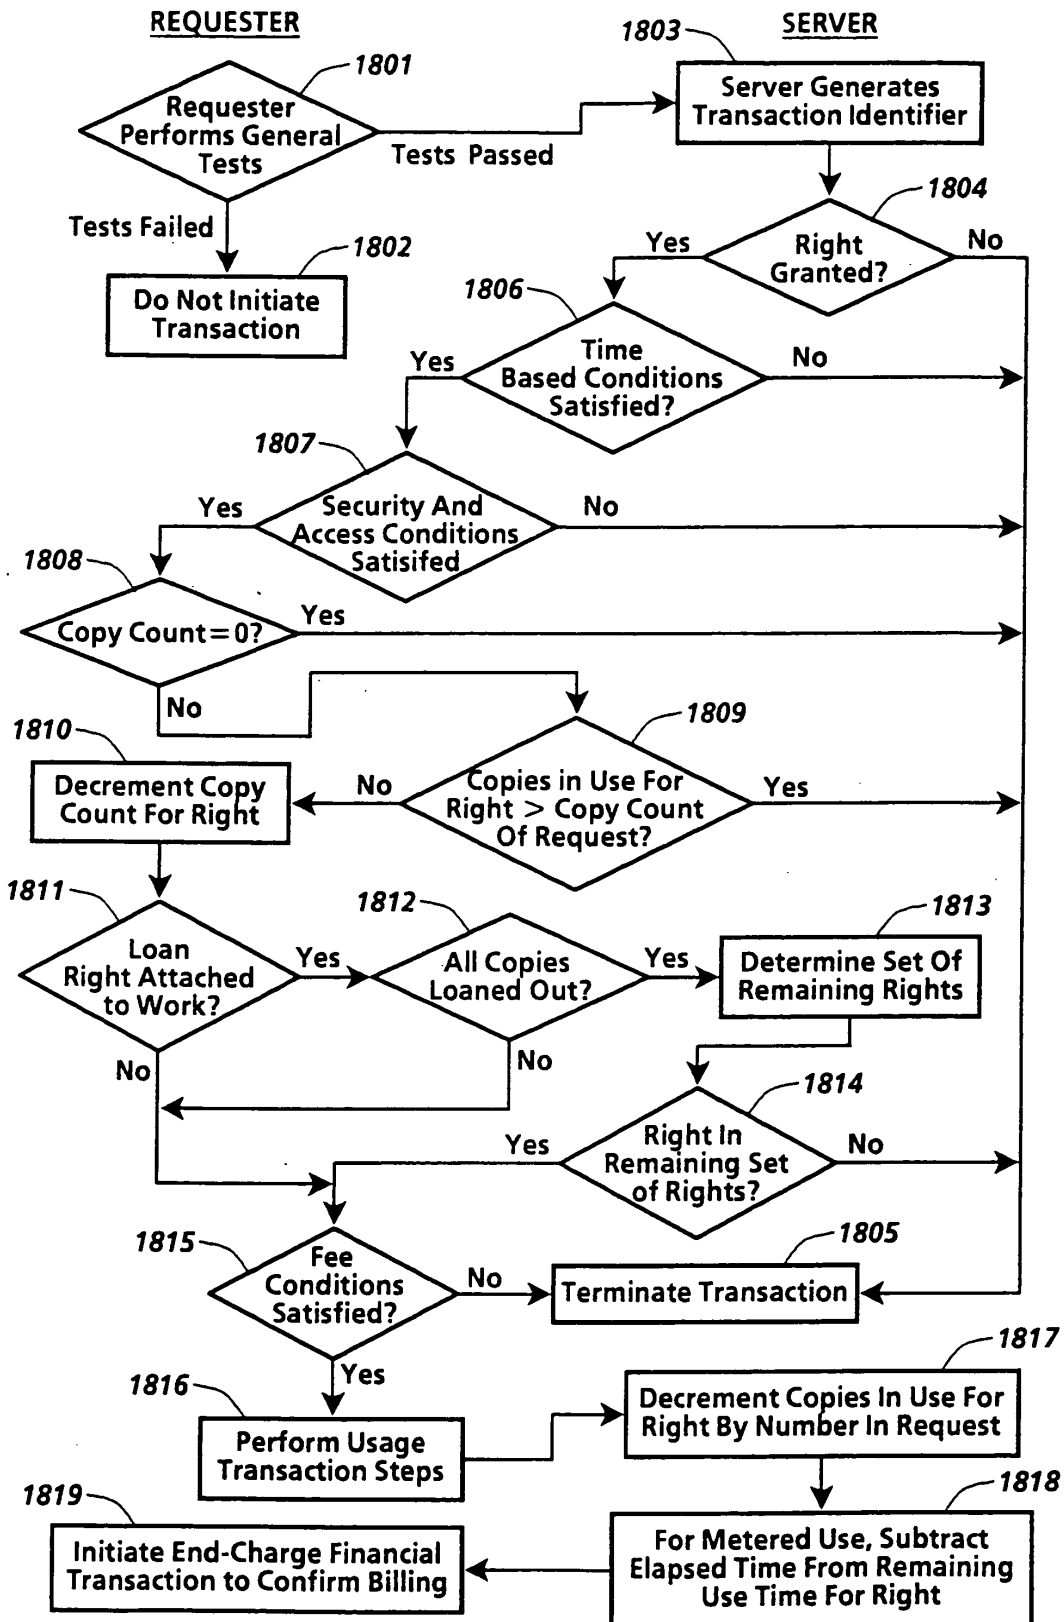 REQUESTER
SERVER
1801
1803
Requester
Performs General
Tests
Server Generates
Transaction Identifier
Tests Passed
Tests Failed
1802
1804
Do Not Initiate
Transaction
Yes
Right
Granted?
No
1806
Yes
Time
Based Conditions
Satisfied?
No
1807
Yes
Security And
Access Conditions
Satisifed
No
1808
Copy Count = 0?
Yes
No
1810
1809
Decrement Copy
Count For Right
No
Copies in Use For
Right > Copy Count
Of Request?
Yes
1811
1812
1813
Loan
Right Attached
to Work?
Yes
All Copies
Loaned Out?
Yes
Determine Set Of
Remaining Rights
No
No
1814
Yes
Right In
Remaining Set
of Rights?
No
1815
1805
Fee
Conditions
Satisfied?
No
Terminate Transaction
Yes
1817
1816
Decrement Copies In Use For
Right By Number In Request
Perform Usage
Transaction Steps
1819
1818
Initiate End-Charge Financial
Transaction to Confirm Billing
For Metered Use, Subtract
Elapsed Time From Remaining
Use Time For Right